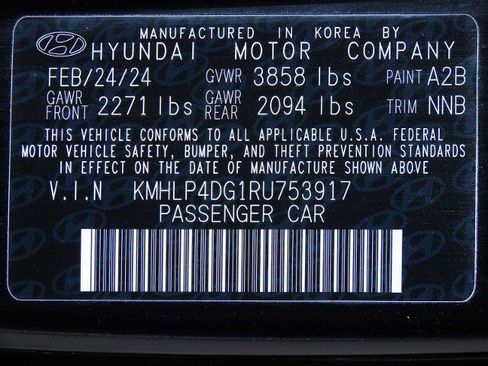 MANUFACTURED IN KOREA BY
HYUNDAI MOTOR COMPANY
FEB/24/24 GVWR 3858 lbs PAINT A2B
GAWR FRONT 2271 lbs GAWR REAR 2094 lbs TRIM NNB
THIS VEHICLE CONFORMS TO ALL APPLICABLE U.S.A. FEDERAL
MOTOR VEHICLE SAFETY, BUMPER, AND THEFT PREVENTION STANDARDS
IN EFFECT ON THE DATE OF MANUFACTURE SHOWN ABOVE
V.I.N KMHLP4DG1RU753917
PASSENGER CAR